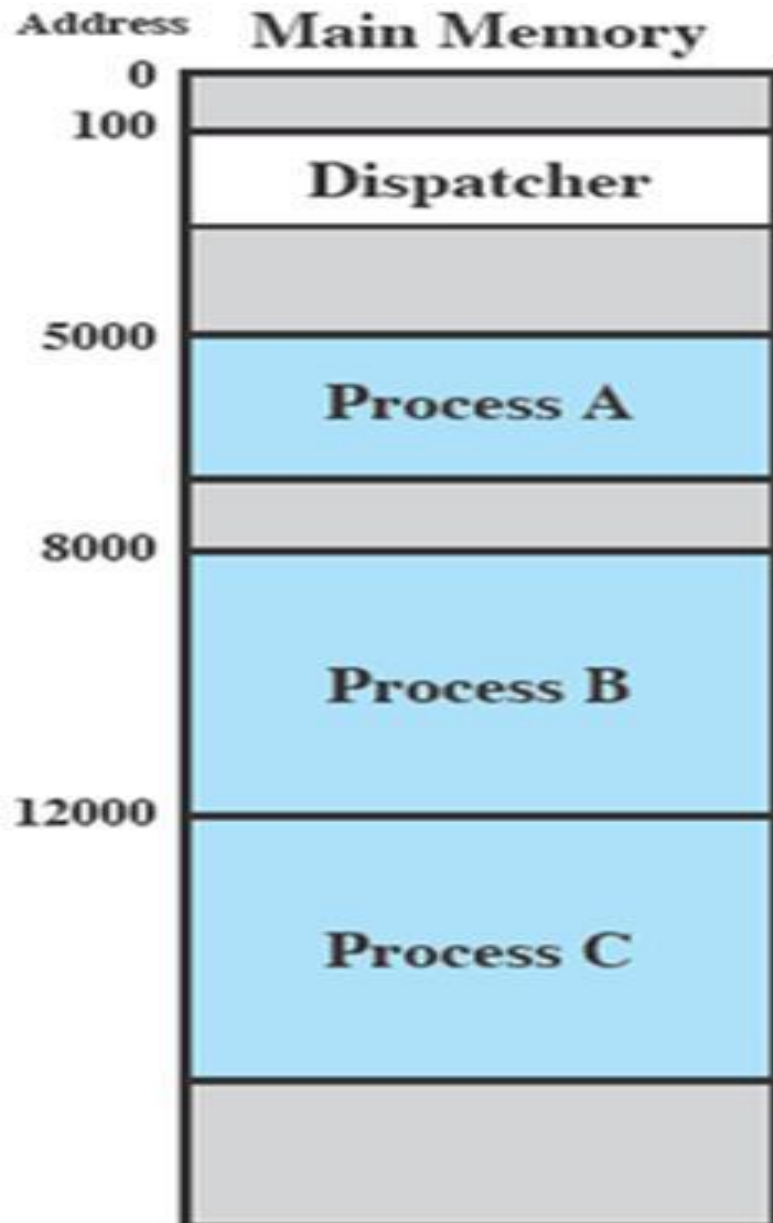 Address Main Memory
0
100
Dispatcher
5000
Process A
8000
Process B
12000
Process C